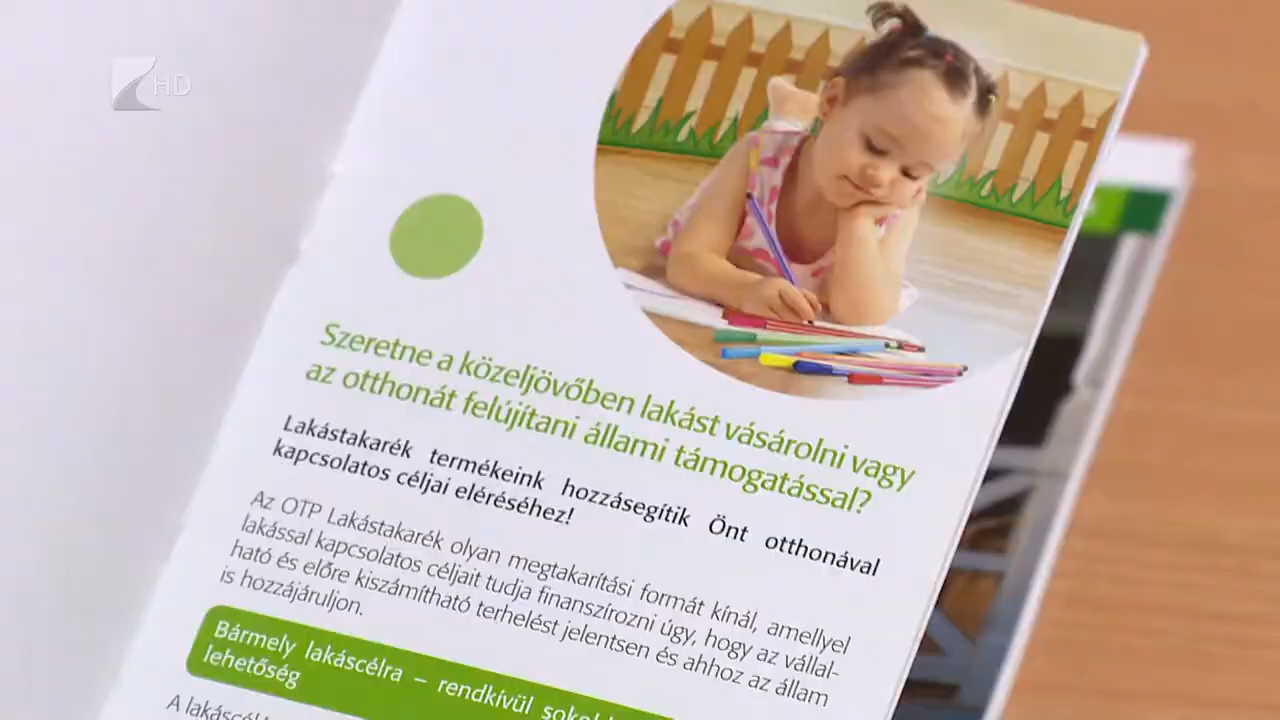 HD
Szeretne a közeljövőben lakást vásárolni vagy
az otthonát felújítani állami támogatással?
Lakástakarék termékeink hozzásegítik Önt otthonával
kapcsolatos céljai eléréséhez!
Az OTP Lakástakarék olyan megtakarítási formát kínál, amellyel
lakással kapcsolatos céljait tudja finanszírozni úgy, hogy az vállal-
ható és előre kiszámítható terhelést jelentsen és ahhoz az állam
is hozzájáruljon.
Bármely lakáscélra – rendkívül
lehetőség
A